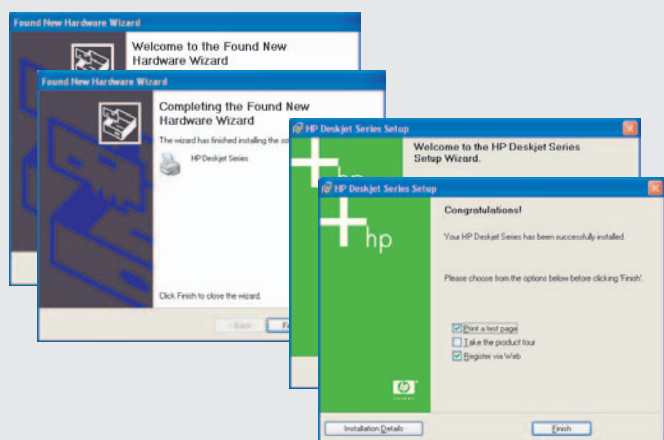 Found New Hardware Wizard
Welcome to the Found New
Hardware Wizard
Found New Hardware Wizard
Completing the Found New
Hardware Wizard
The wizard has finished installing the
HP Deskjet Series
Click Finish to close the wizard.
< Back
HP Deskjet Series Setup
Welcome to the HP Deskjet Series
Setup Wizard.
hp
HP Deskjet Series Setup
hp
Congratulations!
Your HP Deskjet Series has been successfully installed.
Please choose from the options below before clicking 'Finish'.
Print a test page
Take the product tour
Register via Web
hp
invent
Installation Details
Finish